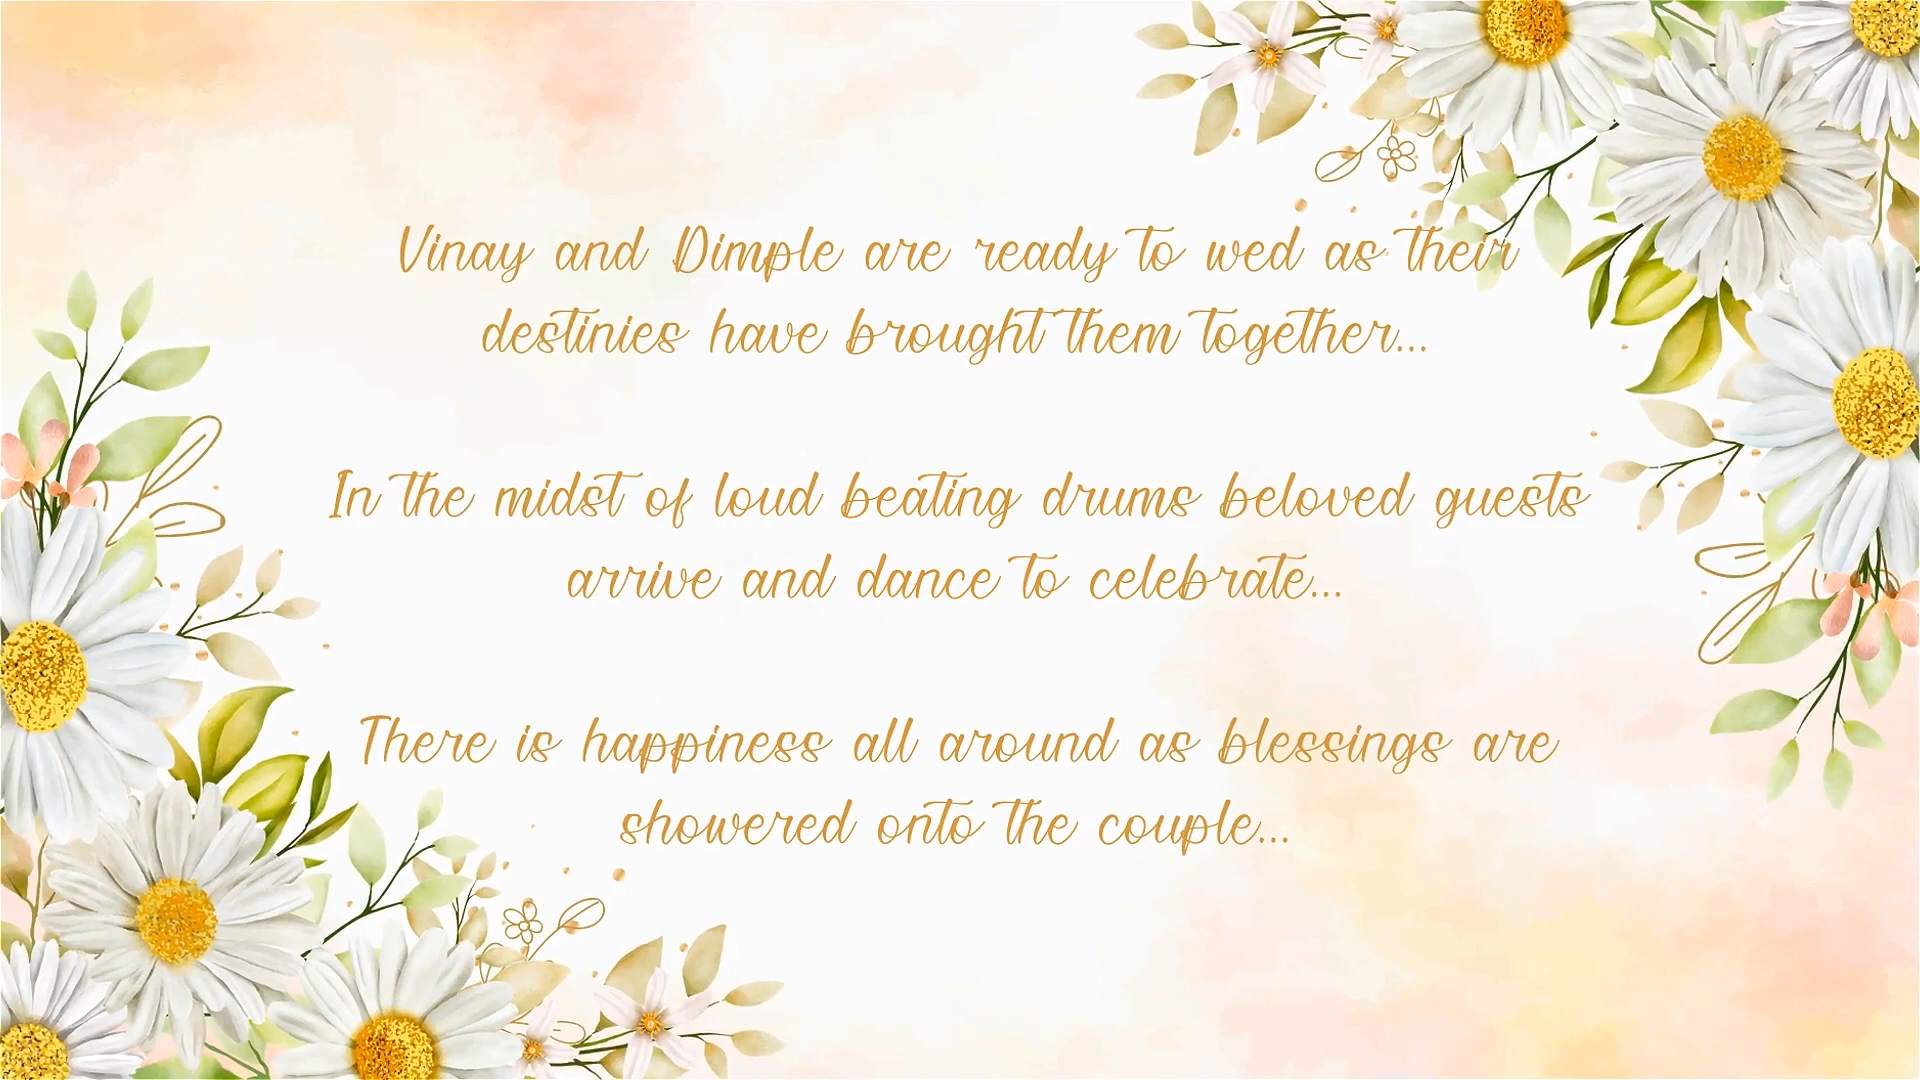 Vinay and Dimple are ready to wed as their
destinies have brought them together...
In the midst of loud beating drums beloved guests
arrive and dance to celebrate...
There is happiness all around as blessings are
showered onto the couple...